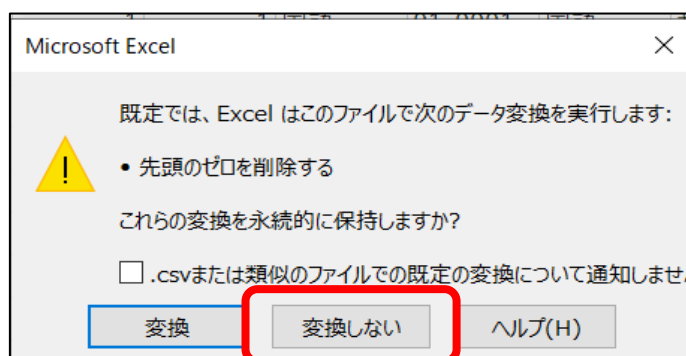 Microsoft Excel
既定では、Excel はこのファイルで次のデータ変換を実行します:
• 先頭のゼロを削除する
これらの変換を永続的に保持しますか?
.csvまたは類似のファイルでの既定の変換について通知しませ
変換 変換しない ヘルプ(H)